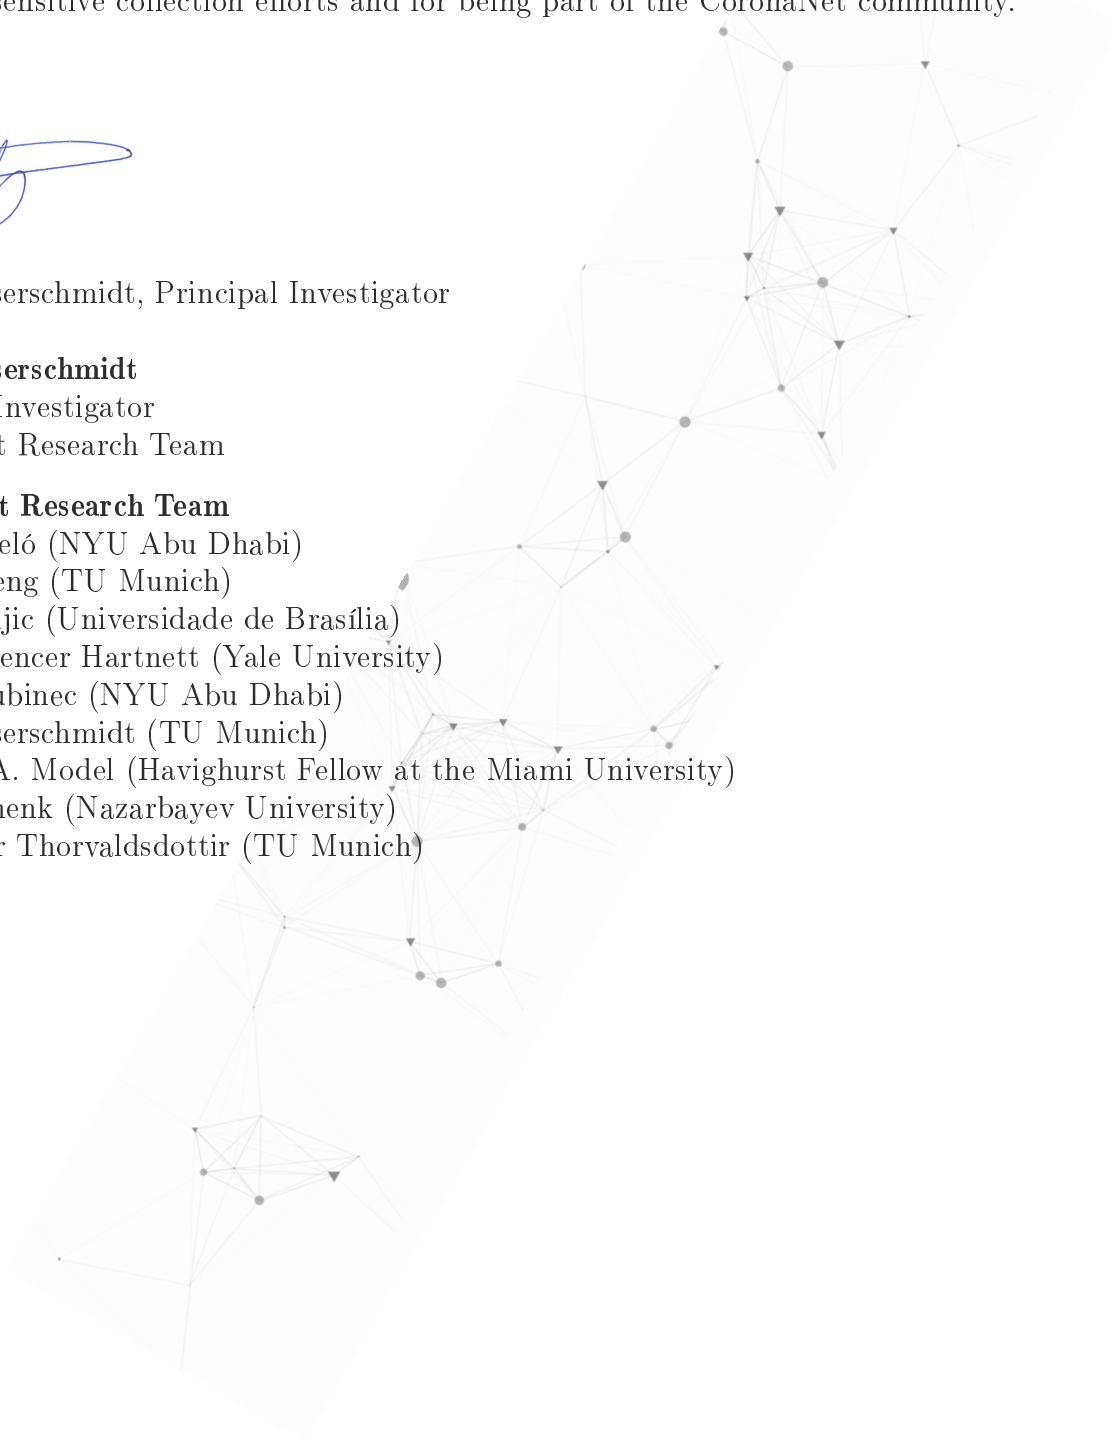 sensitive collection efforts and for being part of the CoronaNet community.
serschmidt, Principal Investigator
serschmidt
Investigator
t Research Team
t Research Team
eló (NYU Abu Dhabi)
eng (TU Munich)
jic (Universidade de Brasília)
encer Hartnett (Yale University)
ubinec (NYU Abu Dhabi)
serschmidt (TU Munich)
A. Model (Havighurst Fellow at the Miami University)
henk (Nazarbayev University)
r Thorvaldsdottir (TU Munich)